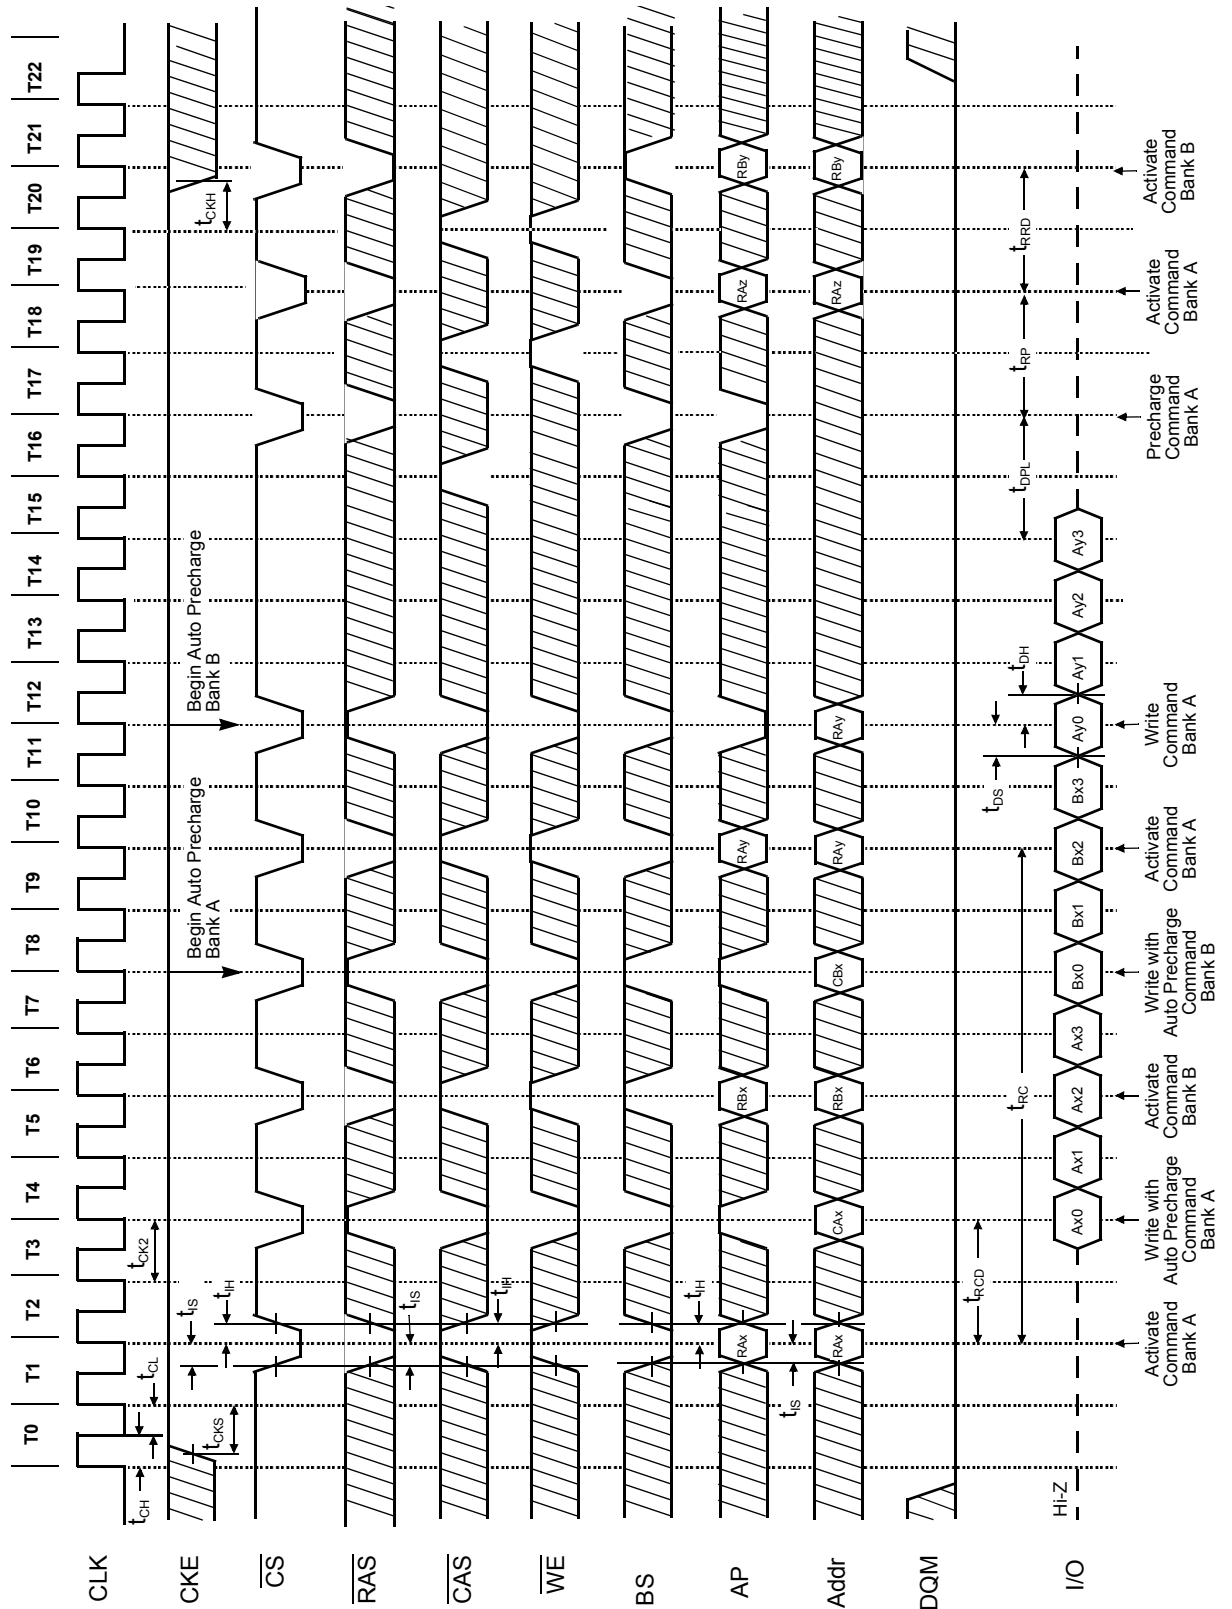 T0 T1 T2 T3 T4 T5 T6 T7 T8 T9 T10 T11 T12 T13 T14 T15 T16 T17 T18 T19 T20 T21 T22
CLK
tCH
tCL
tCK2
CKE
tCKS
tIS
tIH
Begin Auto Precharge
Bank A
Begin Auto Precharge
Bank B
tCKH
CS
RAS
tIS
CAS
tIH
WE
BS
tIH
AP
RAx RBx RAy RAz RBy
tIS
Addr
RAx CAx RBx CBx RAy RAy RAz RBy
DQM
tRCD
tDS
tRC
tDH
tDPL
tRP
tRRD
Hi-Z
I/O
Ax0 Ax1 Ax2 Ax3 Bx0 Bx1 Bx2 Bx3 Ay0 Ay1 Ay2 Ay3
Activate
Command
Bank A
Write with
Auto Precharge
Command
Bank A
Activate
Command
Bank B
Write with
Auto Precharge
Command
Bank B
Activate
Command
Bank A
Write
Command
Bank A
Precharge
Command
Bank A
Activate
Command
Bank A
Activate
Command
Bank B